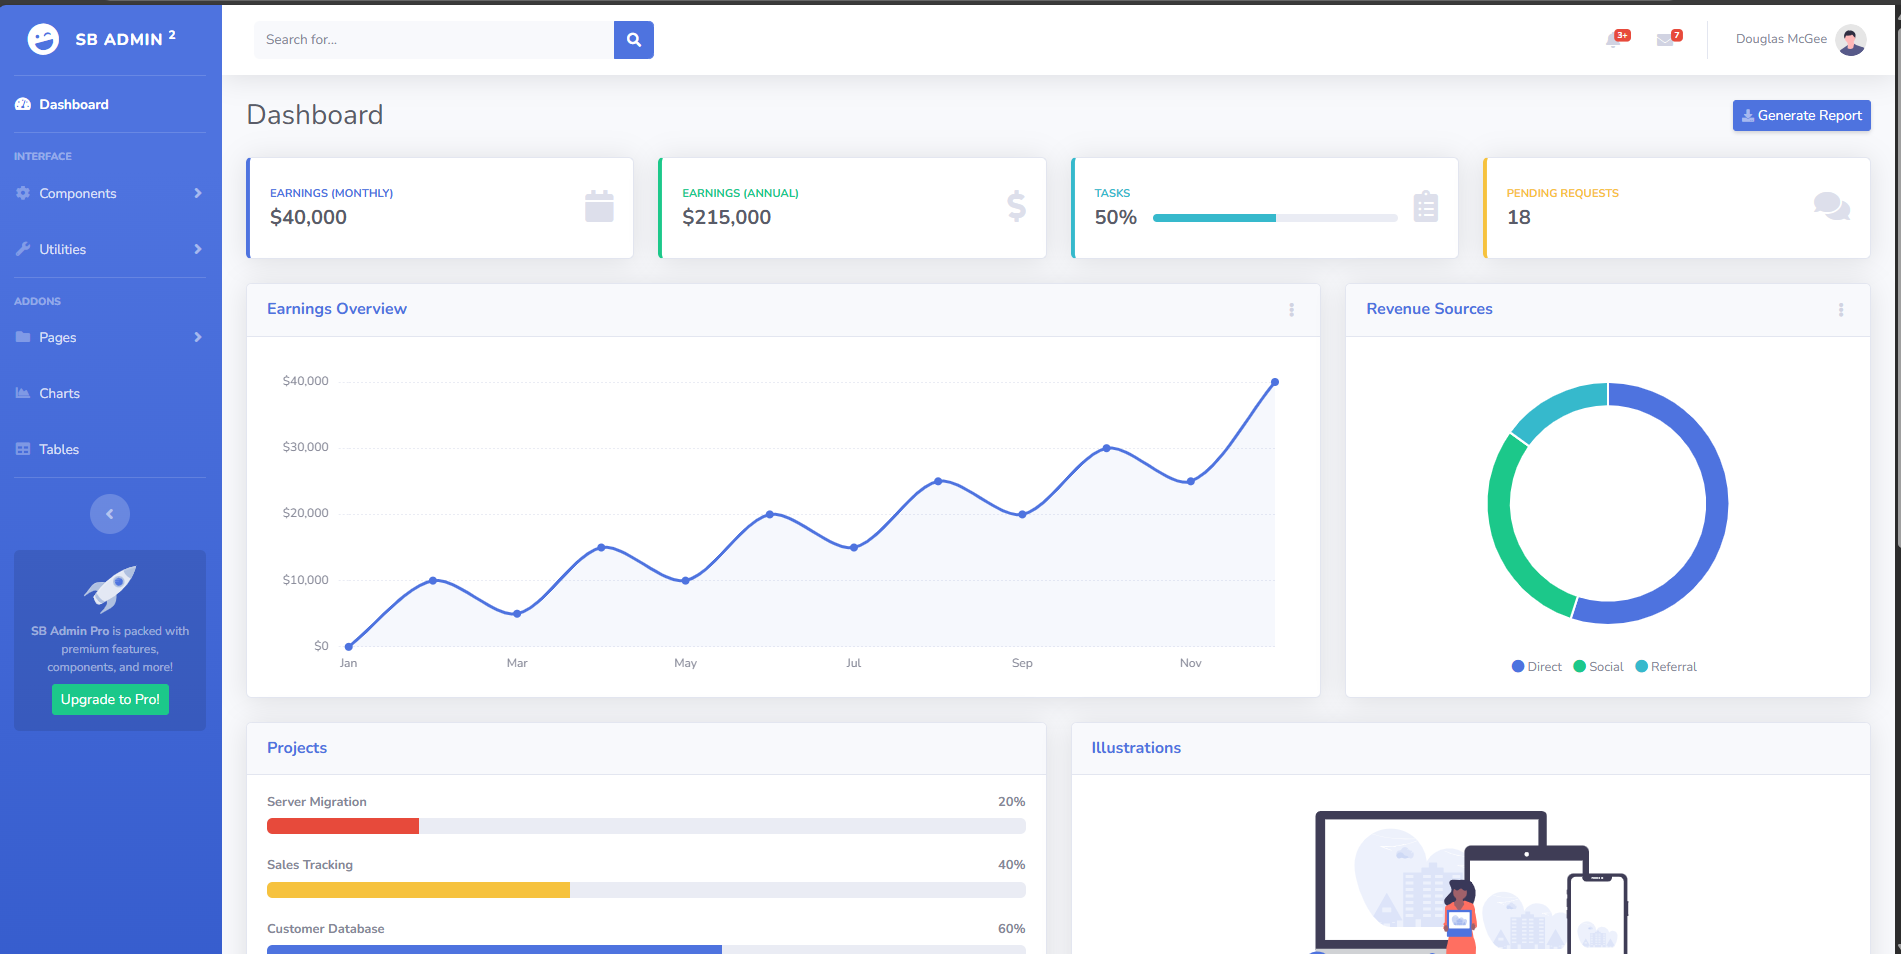 SB ADMIN 2
Dashboard
INTERFACE
Components
Utilities
ADDONS
Pages
Charts
Tables
SB Admin Pro is packed with
premium features,
components, and more!
Upgrade to Pro!
Search for...
3+
7
Douglas McGee
Dashboard
Generate Report
EARNINGS (MONTHLY)
$40,000
EARNINGS (ANNUAL)
$215,000
TASKS
50%
PENDING REQUESTS
18
Earnings Overview
$40,000
$30,000
$20,000
$10,000
$0
Jan Mar May Jul Sep Nov
Revenue Sources
Direct Social Referral
Projects
Server Migration 20%
Sales Tracking 40%
Customer Database 60%
Illustrations